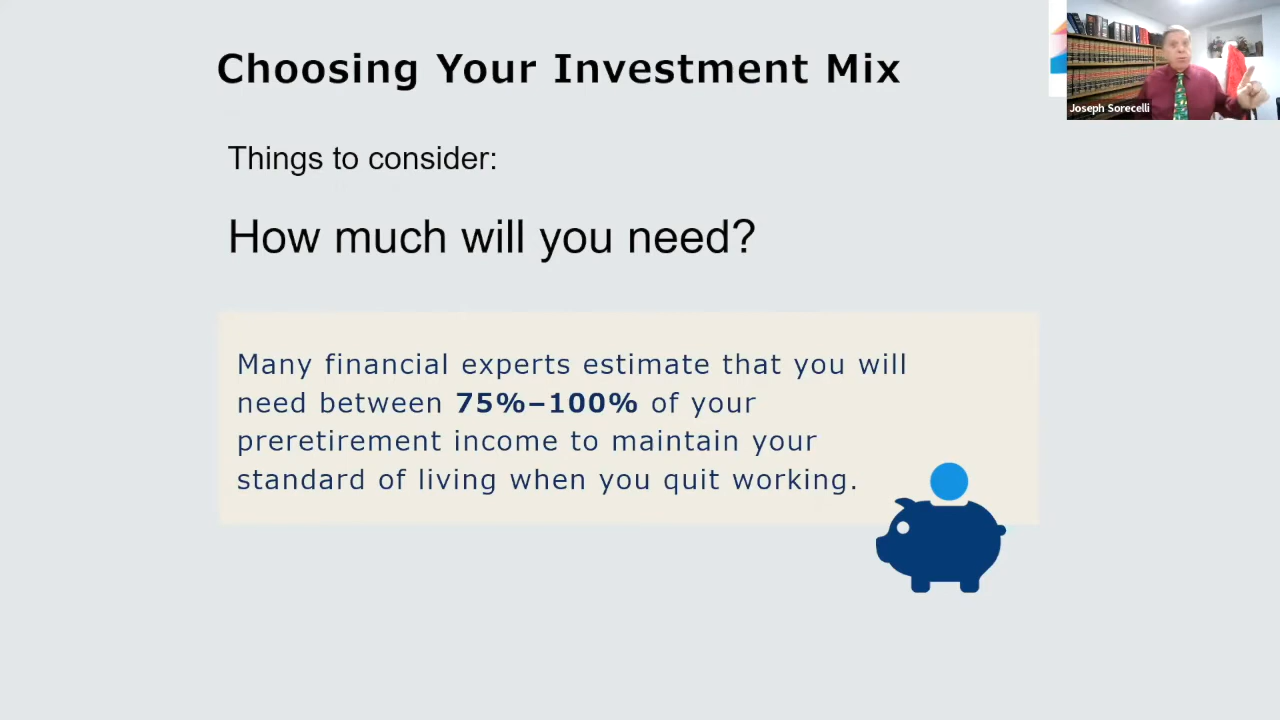 Choosing Your Investment Mix
Joseph Sorecelli
Things to consider:
How much will you need?
Many financial experts estimate that you will
need between 75%–100% of your
preretirement income to maintain your
standard of living when you quit working.